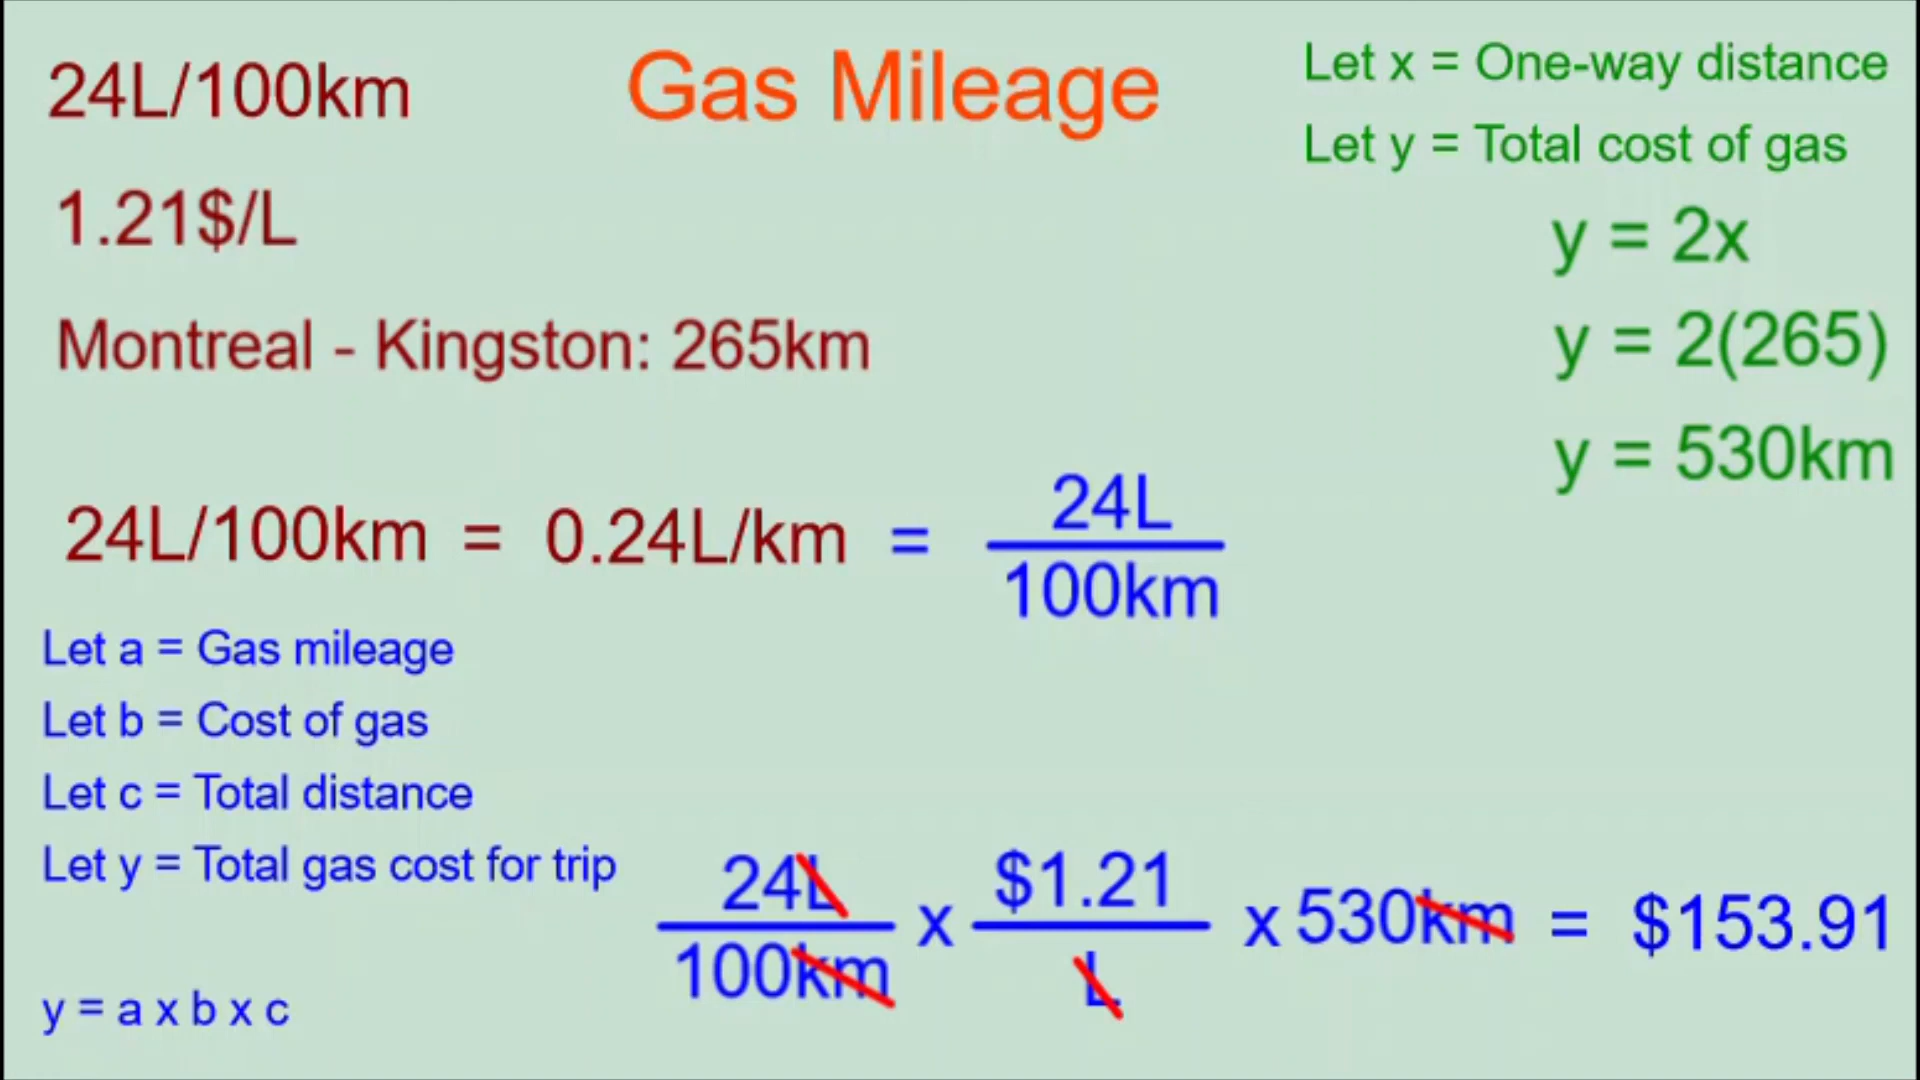 Gas Mileage
24L/100km
1.21$/L
Montreal - Kingston: 265km
Let x = One-way distance
Let y = Total cost of gas
y = 2x
y = 2(265)
y = 530km
24L/100km = 0.24L/km = 24L
100km
Let a = Gas mileage
Let b = Cost of gas
Let c = Total distance
Let y = Total gas cost for trip
y = a x b x c
24L x $1.21 x 530km = $153.91
100km L